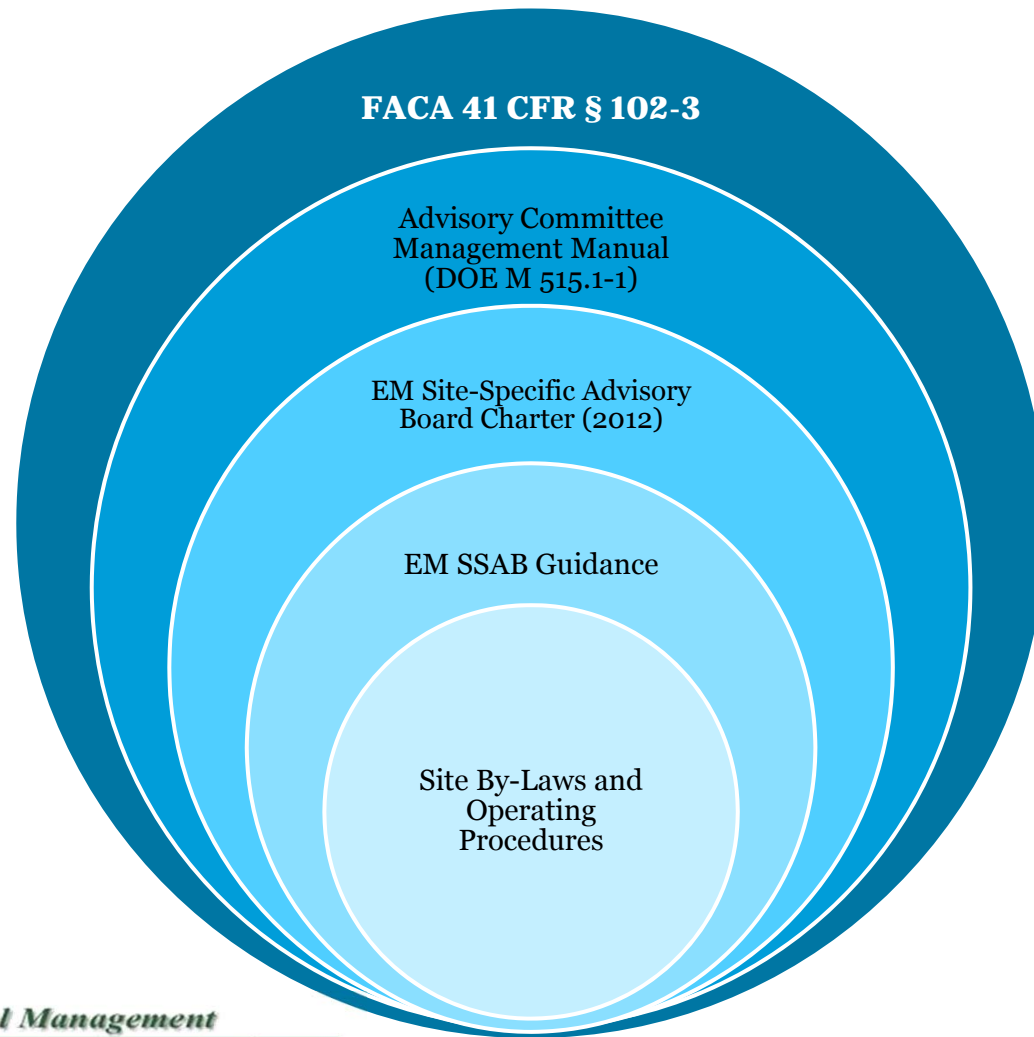 FACA 41 CFR § 102-3
Advisory Committee
Management Manual
(DOE M 515.1-1)
EM Site-Specific Advisory
Board Charter (2012)
EM SSAB Guidance
Site By-Laws and
Operating
Procedures
l Management